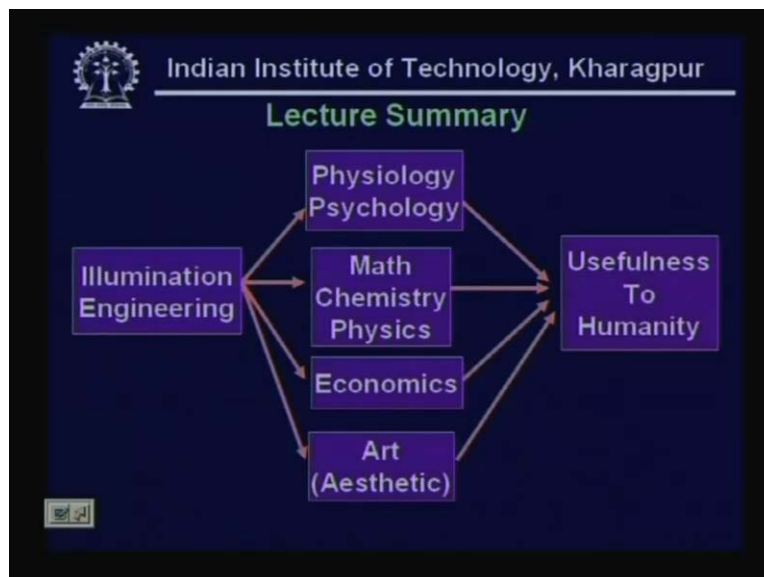 Indian Institute of Technology, Kharagpur
Lecture Summary
Physiology
Psychology
Illumination
Engineering
Math
Chemistry
Physics
Economics
Art
(Aesthetic)
Usefulness
To
Humanity